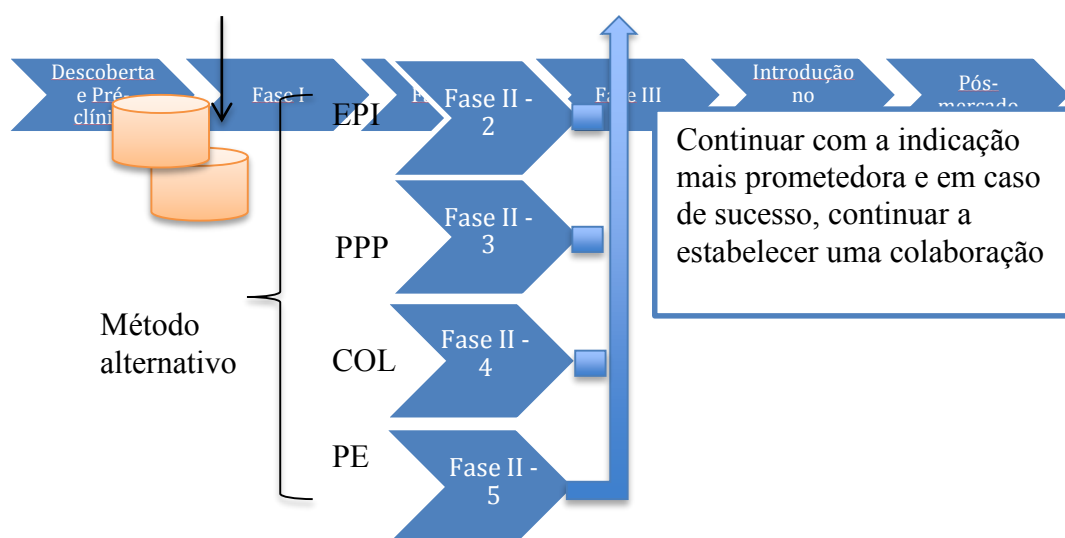 Descoberta
e Pré-
Fase I
Fase II -
2
Fase III
Introdução
no
Pós-
mercado
EPI
Continuar com a indicação
mais prometedora e em caso
de sucesso, continuar a
estabelecer uma colaboração
PPP
Fase II -
3
Método
alternativo
COL
Fase II -
4
PE
Fase II -
5